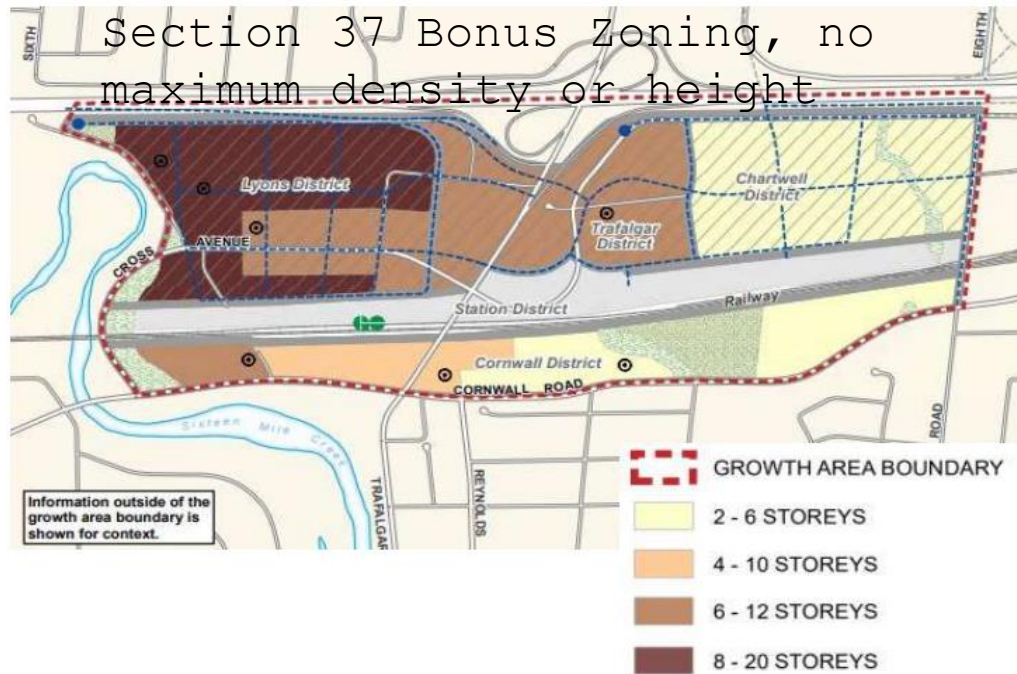 Section 37 Bonus Zoning, no
maximum density or height
SIXTH
EIGHTH
Lyons District
Chartwell
District
Trafalgar
District
CROSS
AVENUE
Station District
Railway
Cornwall District
CORNWALL ROAD
Sixteen Mile Creek
TRAFALGAR
REYNOLDS
ROAD
Information outside of the
growth area boundary is
shown for context.
GROWTH AREA BOUNDARY
2 - 6 STOREYS
4 - 10 STOREYS
6 - 12 STOREYS
8 - 20 STOREYS